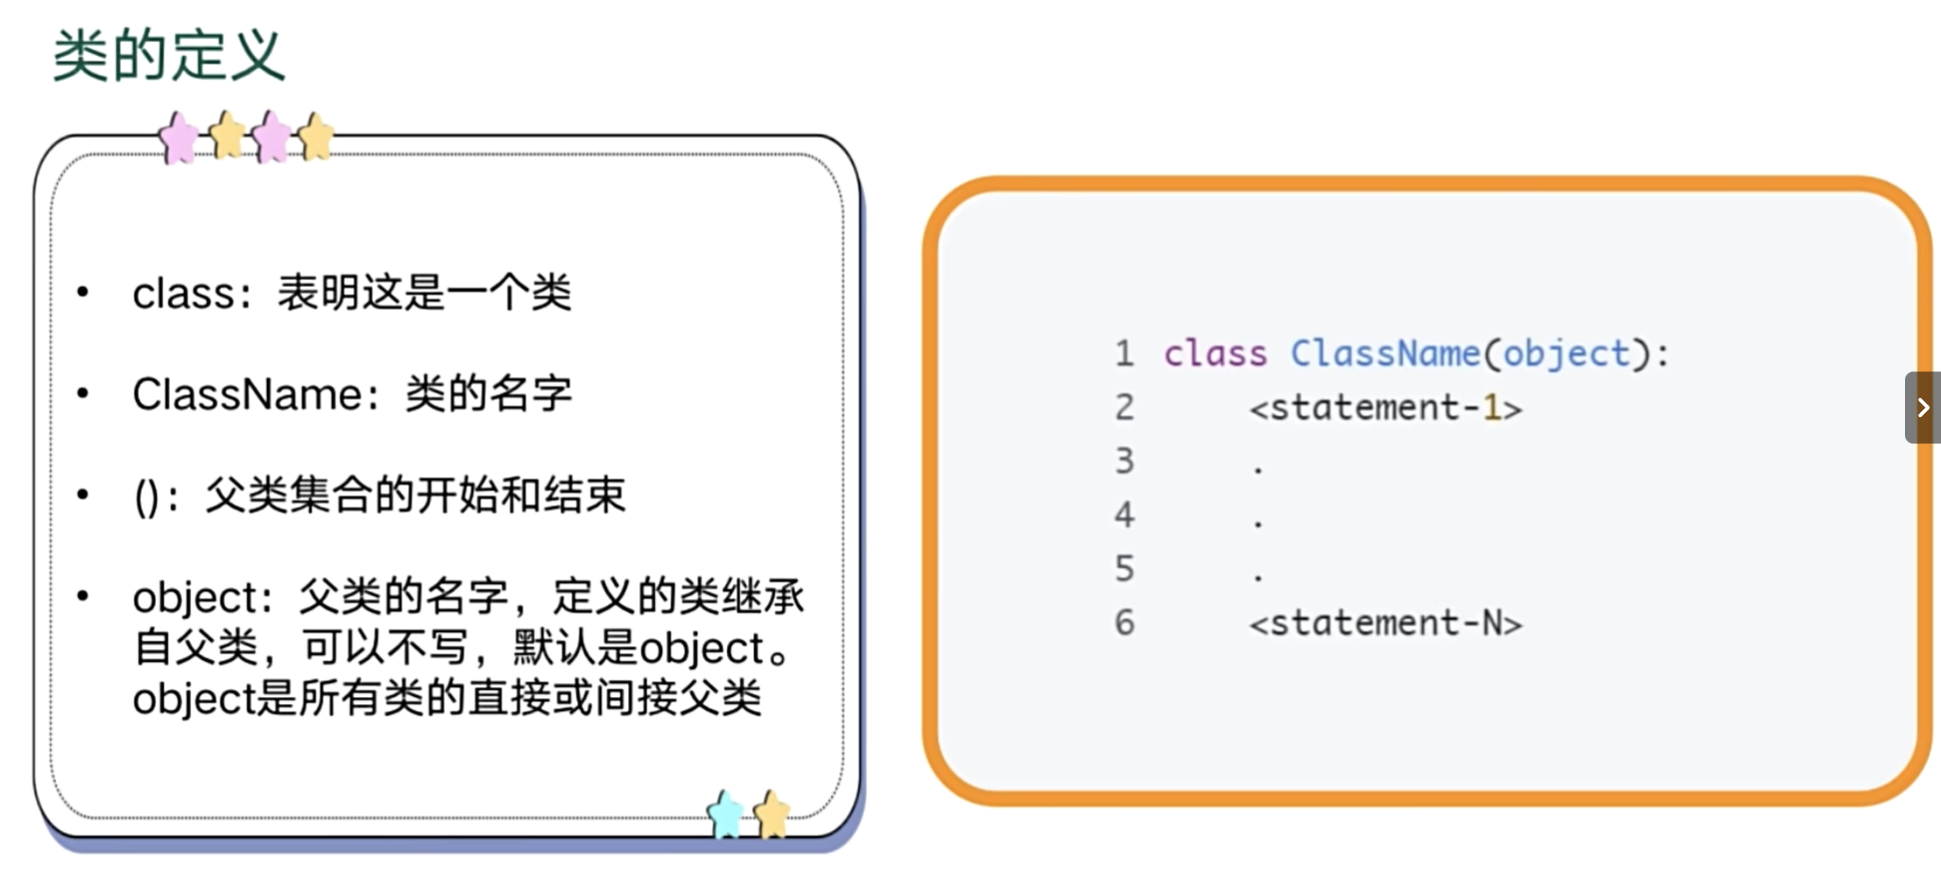 类的定义
• class：表明这是一个类
• ClassName：类的名字
• ()：父类集合的开始和结束
• object：父类的名字，定义的类继承
自父类，可以不写，默认是object。
object是所有类的直接或间接父类
1 class ClassName(object):
2     <statement-1>
3     .
4     .
5     .
6     <statement-N>